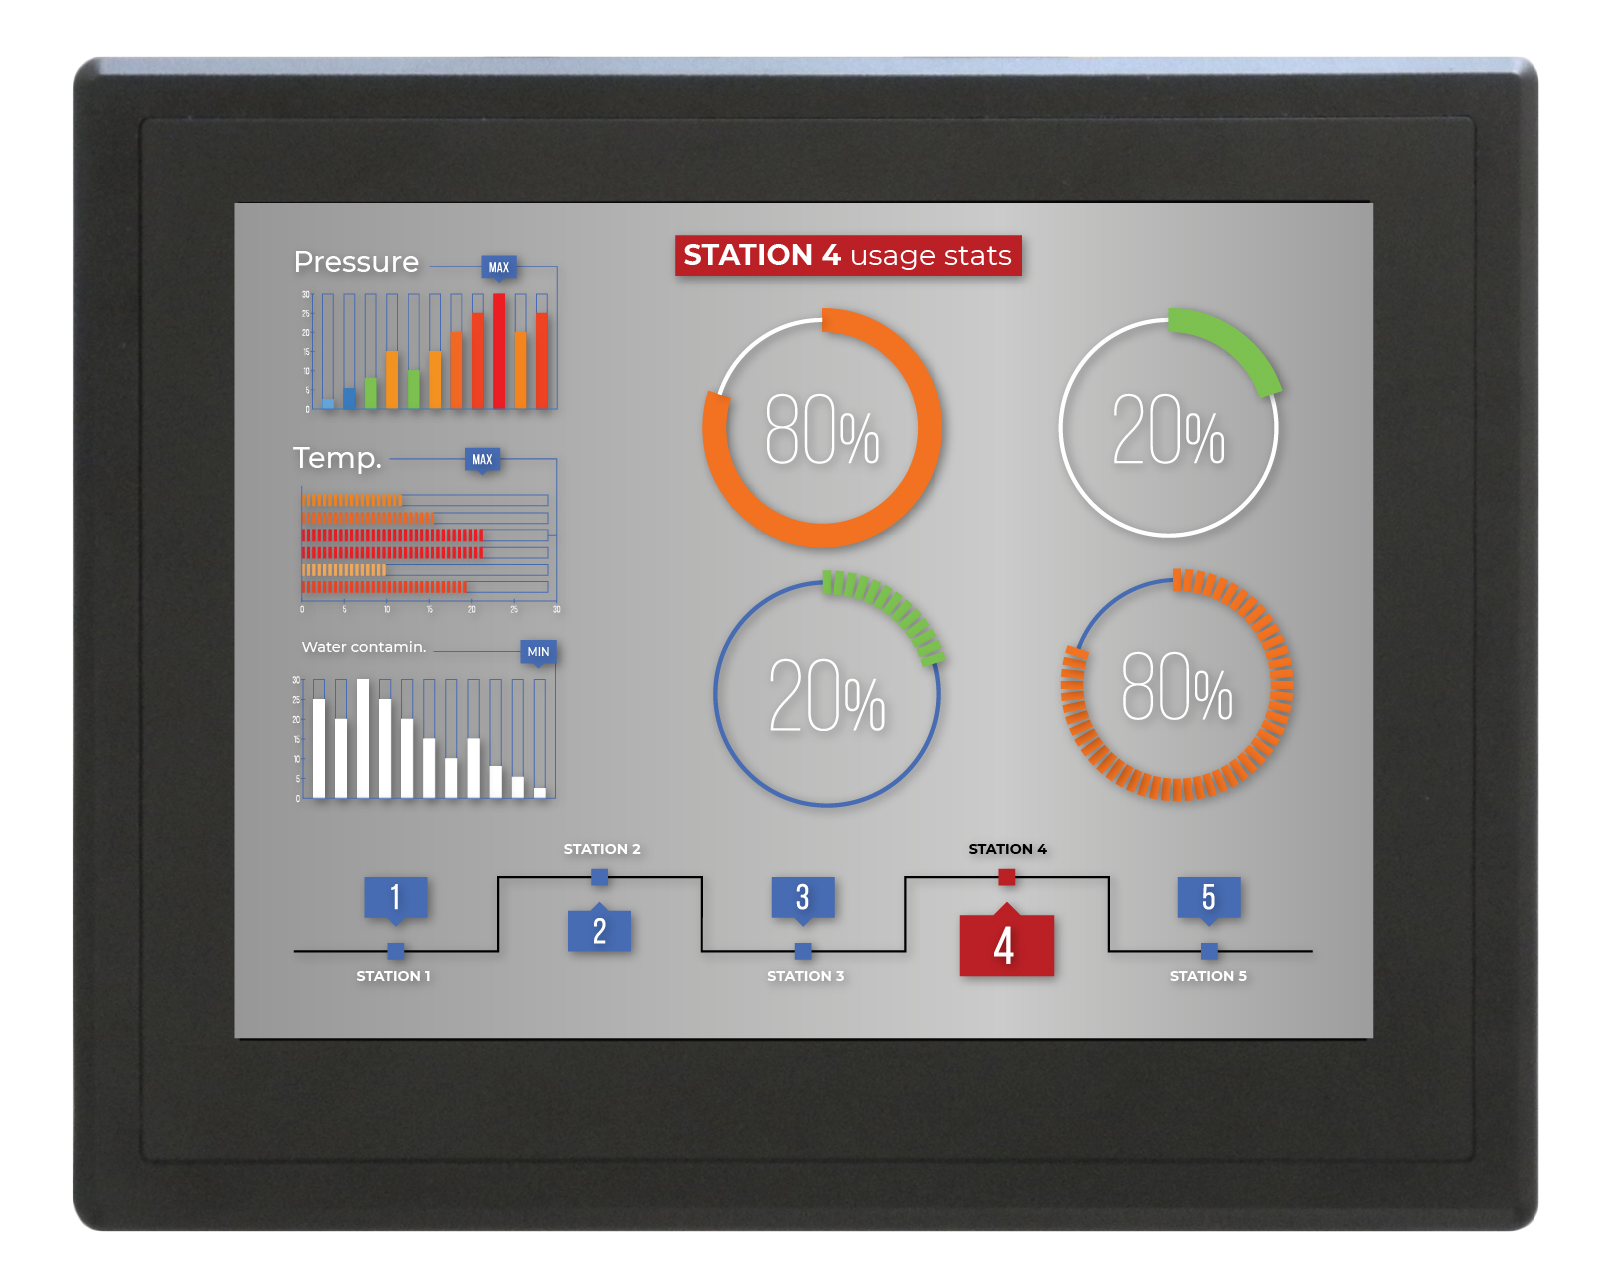 STATION 4 usage stats
Pressure
MAX
30
25
20
15
10
5
0
Temp.
MAX
0 5 10 15 20 25 30
Water contamin.
MIN
30
25
20
15
10
5
0
80%
20%
20%
80%
STATION 2
STATION 4
1
3
5
2
4
STATION 1
STATION 3
STATION 5